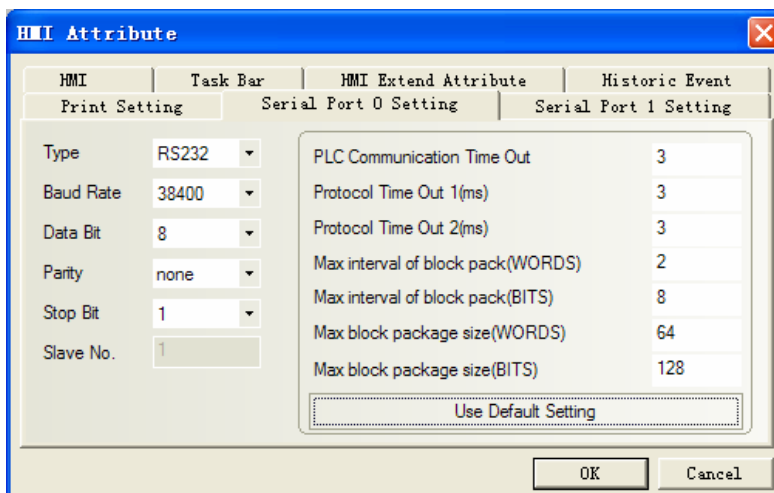 HMI Attribute
HMI Task Bar HMI Extend Attribute Historic Event
Print Setting Serial Port 0 Setting Serial Port 1 Setting
Type RS232
Baud Rate 38400
Data Bit 8
Parity none
Stop Bit 1
Slave No. 1
PLC Communication Time Out 3
Protocol Time Out 1(ms) 3
Protocol Time Out 2(ms) 3
Max interval of block pack(WORDS) 2
Max interval of block pack(BITS) 8
Max block package size(WORDS) 64
Max block package size(BITS) 128
Use Default Setting
OK Cancel